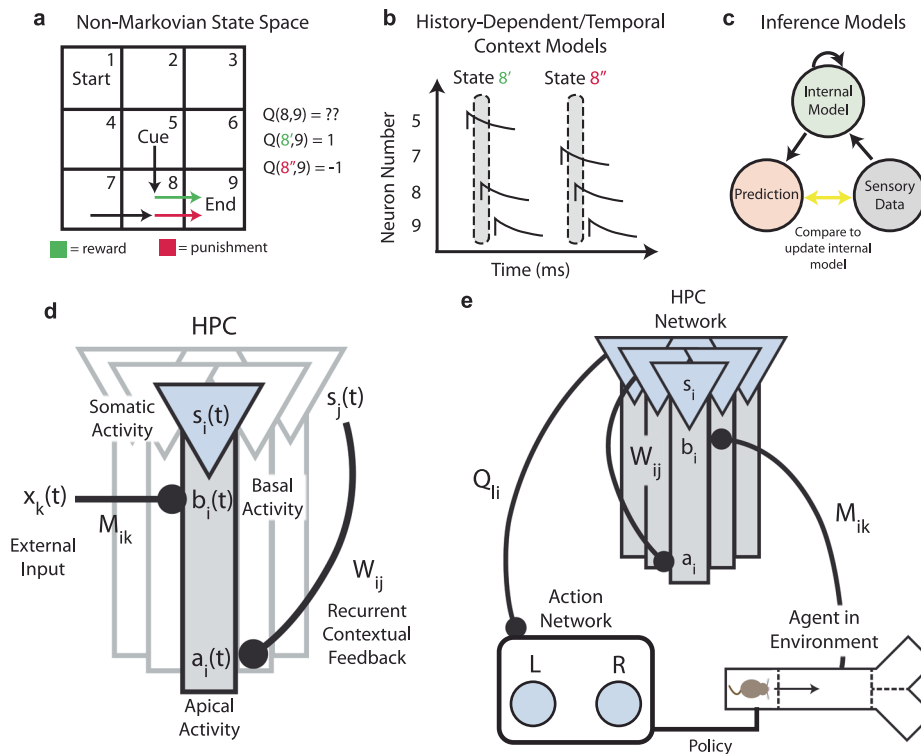 a
Non-Markovian State Space
1
2
3
Start
4
5
6
Cue
7
8
9
End
Q(8,9) = ??
Q(8′,9) = 1
Q(8″,9) = -1
= reward
= punishment
b
History-Dependent/Temporal
Context Models
State 8′
State 8″
Neuron Number
5
7
8
9
Time (ms)
c
Inference Models
Internal
Model
Prediction
Sensory
Data
Compare to
update internal
model
d
HPC
Somatic
Activity
s_i(t)
s_j(t)
x_k(t)
b_i(t)
Basal
Activity
M_ik
External
Input
W_ij
Recurrent
Contextual
Feedback
a_i(t)
Apical
Activity
e
HPC
Network
s_i
b_i
W_ij
Q_li
M_ik
a_i
Action
Network
L
R
Agent in
Environment
Policy